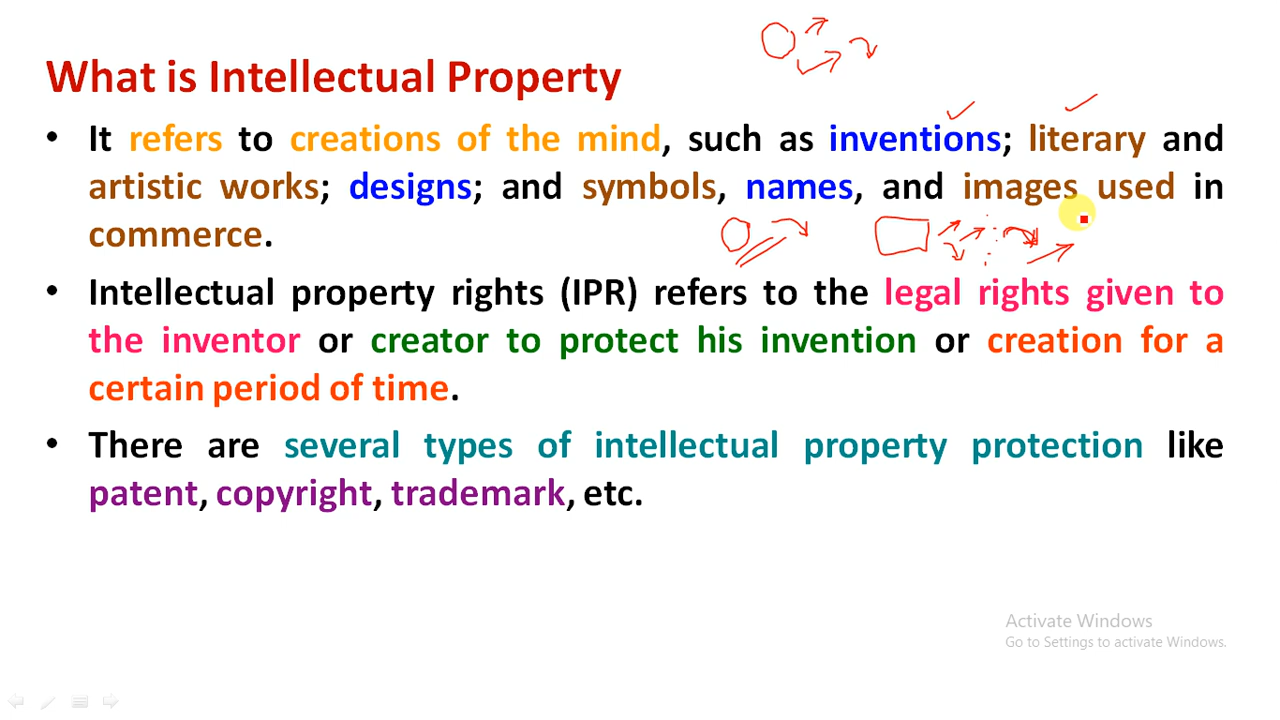 What is Intellectual Property
• It refers to creations of the mind, such as inventions; literary and
artistic works; designs; and symbols, names, and images used in
commerce.
• Intellectual property rights (IPR) refers to the legal rights given to
the inventor or creator to protect his invention or creation for a
certain period of time.
• There are several types of intellectual property protection like
patent, copyright, trademark, etc.
Activate Windows
Go to Settings to activate Windows.